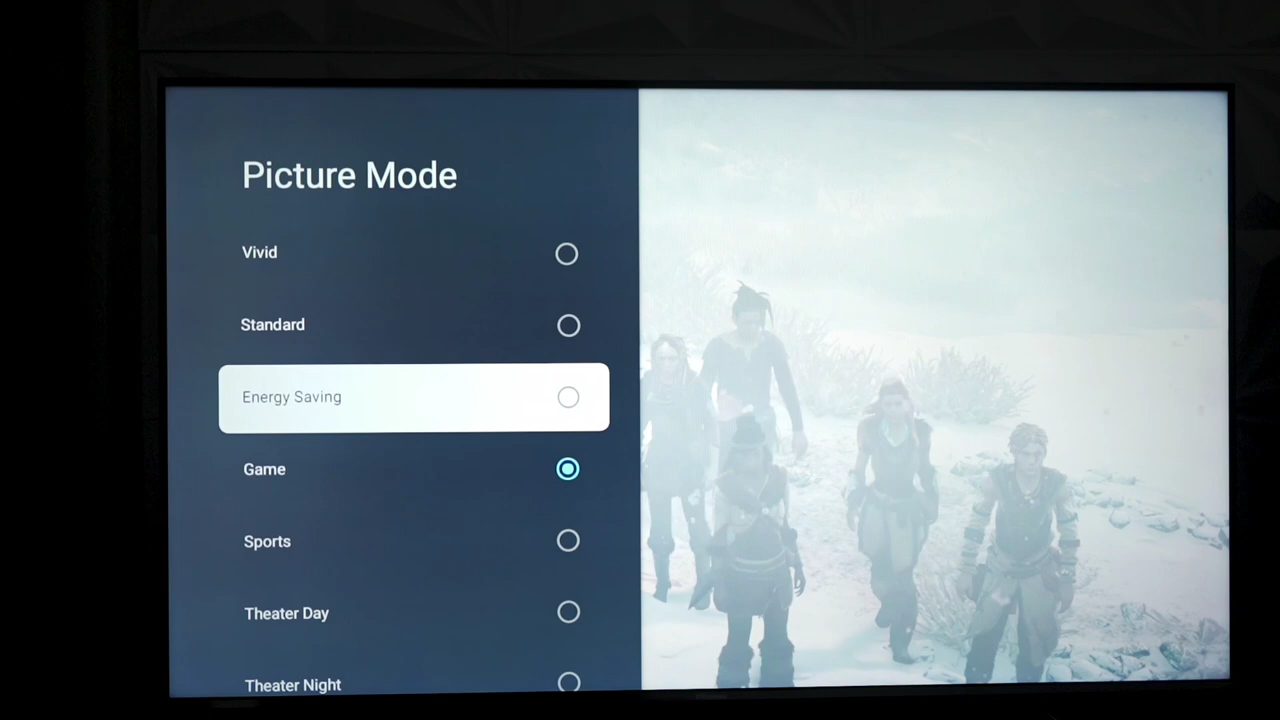 Picture Mode
Vivid
Standard
Energy Saving
Game
Sports
Theater Day
Theater Night